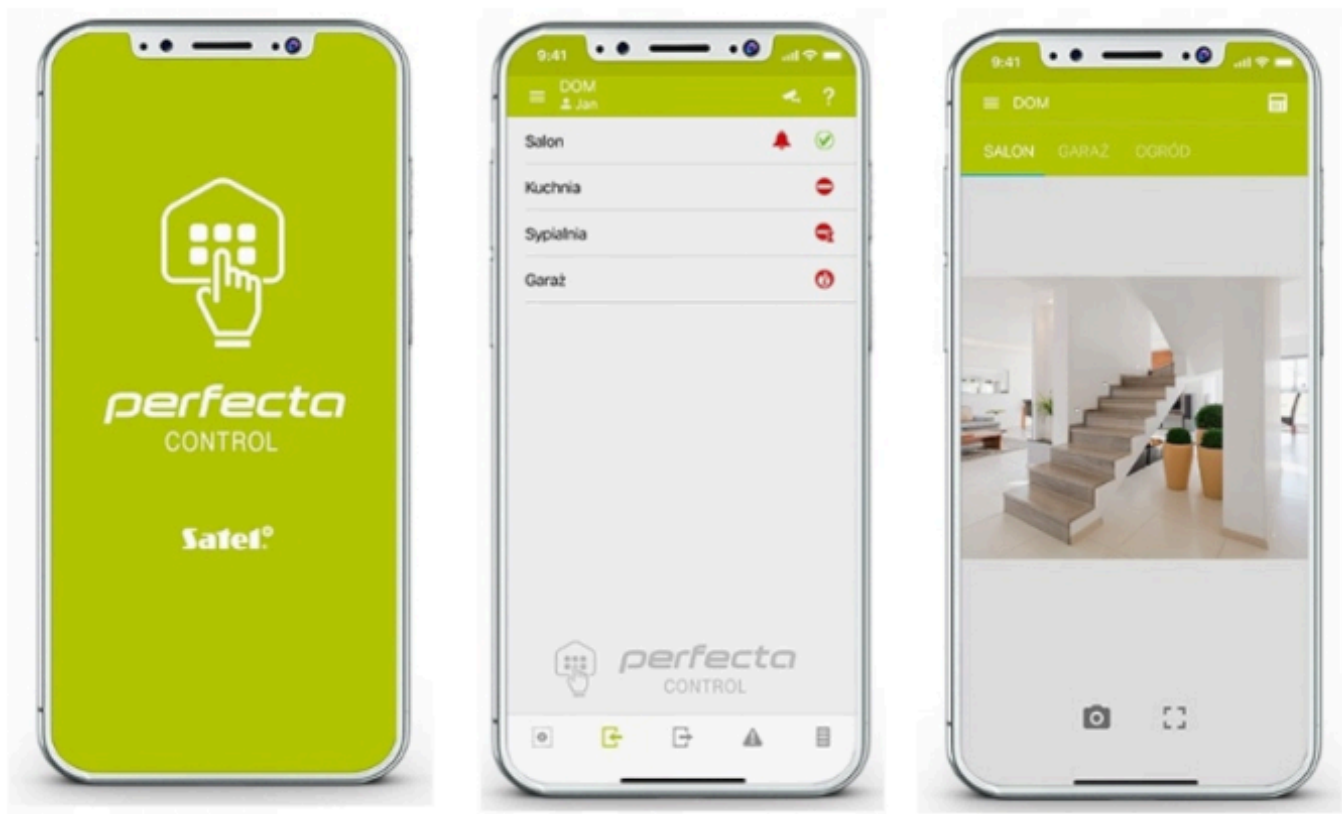 perfecta
CONTROL
Satel®
9:41
DOM
Jan
?
Salon
Kuchnia
Sypialnia
Garaż
perfecta
CONTROL
9:41
DOM
SALON GARAŻ OGRÓD